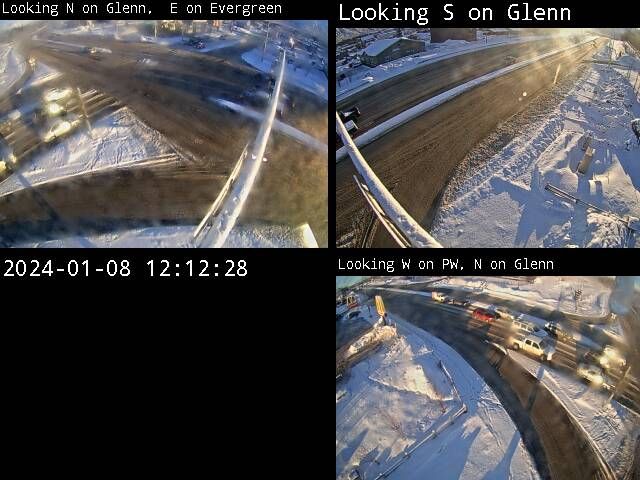 Looking N on Glenn, E on Evergreen
Looking S on Glenn
2024-01-08 12:12:28
Looking W on PW, N on Glenn